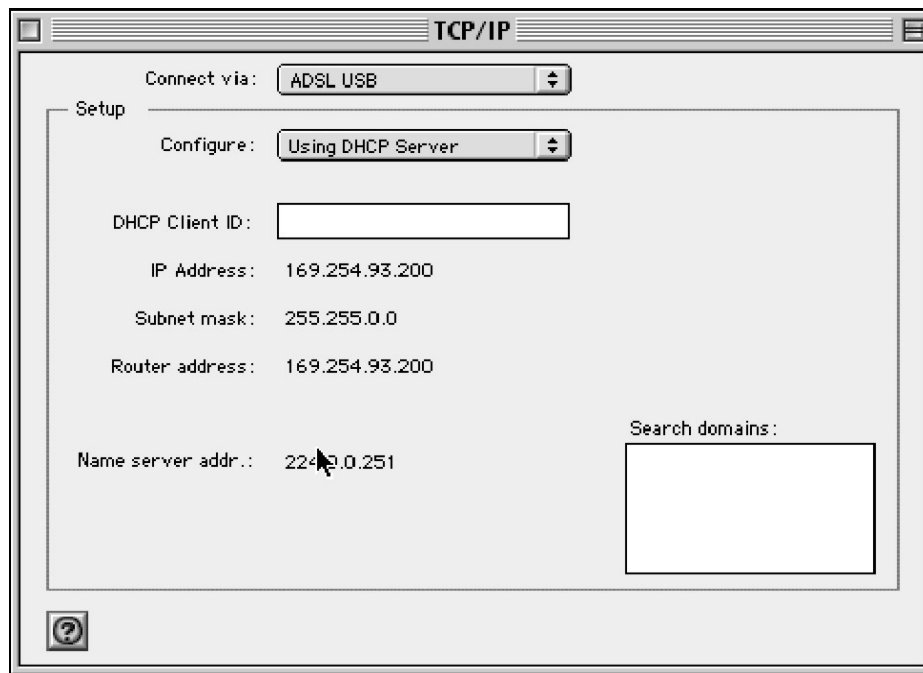 TCP/IP
Connect via: ADSL USB
Setup
Configure: Using DHCP Server
DHCP Client ID:
IP Address: 169.254.93.200
Subnet mask: 255.255.0.0
Router address: 169.254.93.200
Search domains:
Name server addr.: